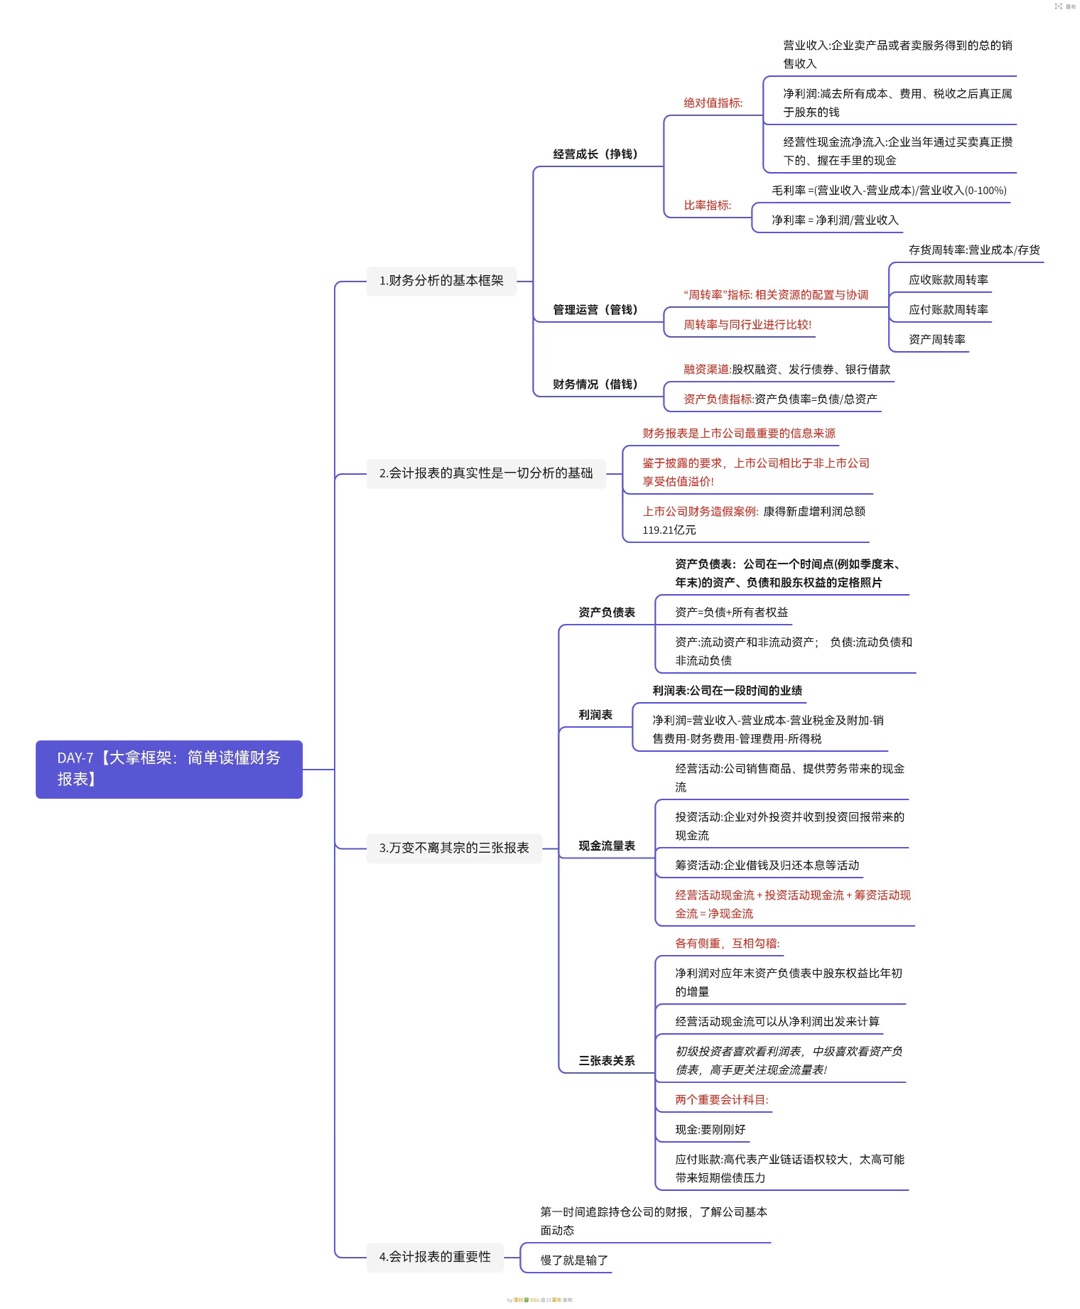 幕布
营业收入:企业卖产品或者卖服务得到的总的销
售收入
净利润:减去所有成本、费用、税收之后真正属
于股东的钱
绝对值指标:
经营性现金流净流入:企业当年通过买卖真正攒
下的、握在手里的现金
经营成长（挣钱）
毛利率 =(营业收入-营业成本)/营业收入(0-100%)
比率指标:
净利率 = 净利润/营业收入
1.财务分析的基本框架
存货周转率:营业成本/存货
应收账款周转率
“周转率”指标: 相关资源的配置与协调
应付账款周转率
管理运营（管钱）
周转率与同行业进行比较!
资产周转率
融资渠道:股权融资、发行债券、银行借款
财务情况（借钱）
资产负债指标:资产负债率=负债/总资产
财务报表是上市公司最重要的信息来源
2.会计报表的真实性是一切分析的基础
鉴于披露的要求，上市公司相比于非上市公司
享受估值溢价!
上市公司财务造假案例: 康得新虚增利润总额
119.21亿元
资产负债表：公司在一个时间点(例如季度末、
年末)的资产、负债和股东权益的定格照片
资产负债表
资产=负债+所有者权益
资产:流动资产和非流动资产； 负债:流动负债和
非流动负债
利润表:公司在一段时间的业绩
利润表
净利润=营业收入-营业成本-营业税金及附加-销
售费用-财务费用-管理费用-所得税
DAY-7【大拿框架：简单读懂财务
报表】
经营活动:公司销售商品、提供劳务带来的现金
流
投资活动:企业对外投资并收到投资回报带来的
现金流
3.万变不离其宗的三张报表
现金流量表
筹资活动:企业借钱及归还本息等活动
经营活动现金流 + 投资活动现金流 + 筹资活动现
金流 = 净现金流
各有侧重，互相勾稽:
净利润对应年末资产负债表中股东权益比年初
的增量
经营活动现金流可以从净利润出发来计算
三张表关系
初级投资者喜欢看利润表，中级喜欢看资产负
债表，高手更关注现金流量表!
两个重要会计科目:
现金:要刚刚好
应付账款:高代表产业链话语权较大，太高可能
带来短期偿债压力
第一时间追踪持仓公司的财报，了解公司基本
面动态
4.会计报表的重要性
慢了就是输了